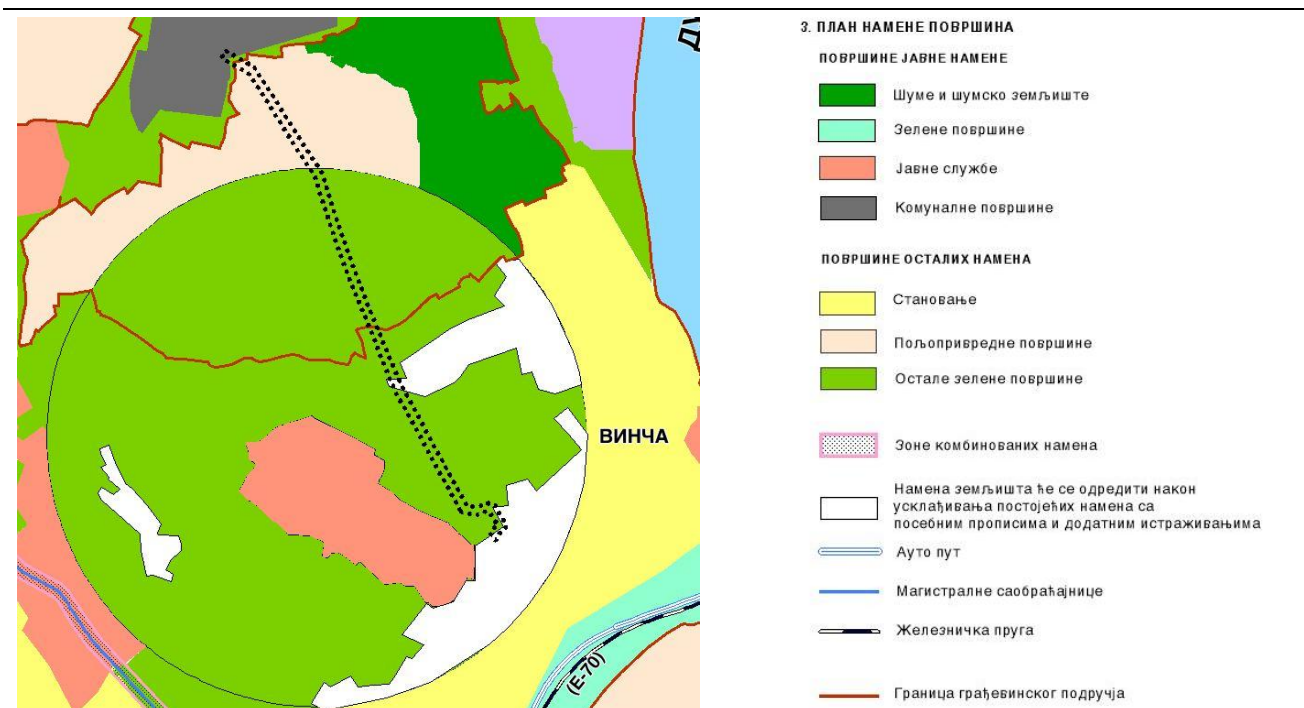 ДУ
ВИНЧА
(Е-70)
3. ПЛАН НАМЕНЕ ПОВРШИНА
ПОВРШИНЕ ЈАВНЕ НАМЕНЕ
Шуме и шумско земљиште
Зелене површине
Јавне службе
Комуналне површине
ПОВРШИНЕ ОСТАЛИХ НАМЕНА
Становање
Пољопривредне површине
Остале зелене површине
Зоне комбинованих намена
Намена земљишта ће се одредити након
усклађивања постојећих намена са
посебним прописима и додатним истраживањима
Ауто пут
Магистралне саобраћајнице
Железничка пруга
Граница грађевинског подручја